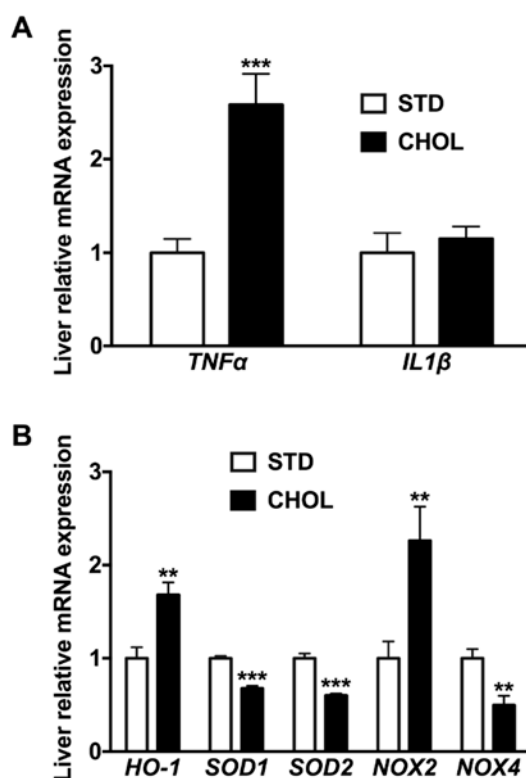 A
Liver relative mRNA expression
3
2
1
0
***
STD
CHOL
TNFα
IL1β
B
Liver relative mRNA expression
3
2
1
0
STD
CHOL
**
***
***
**
**
HO-1 SOD1 SOD2 NOX2 NOX4